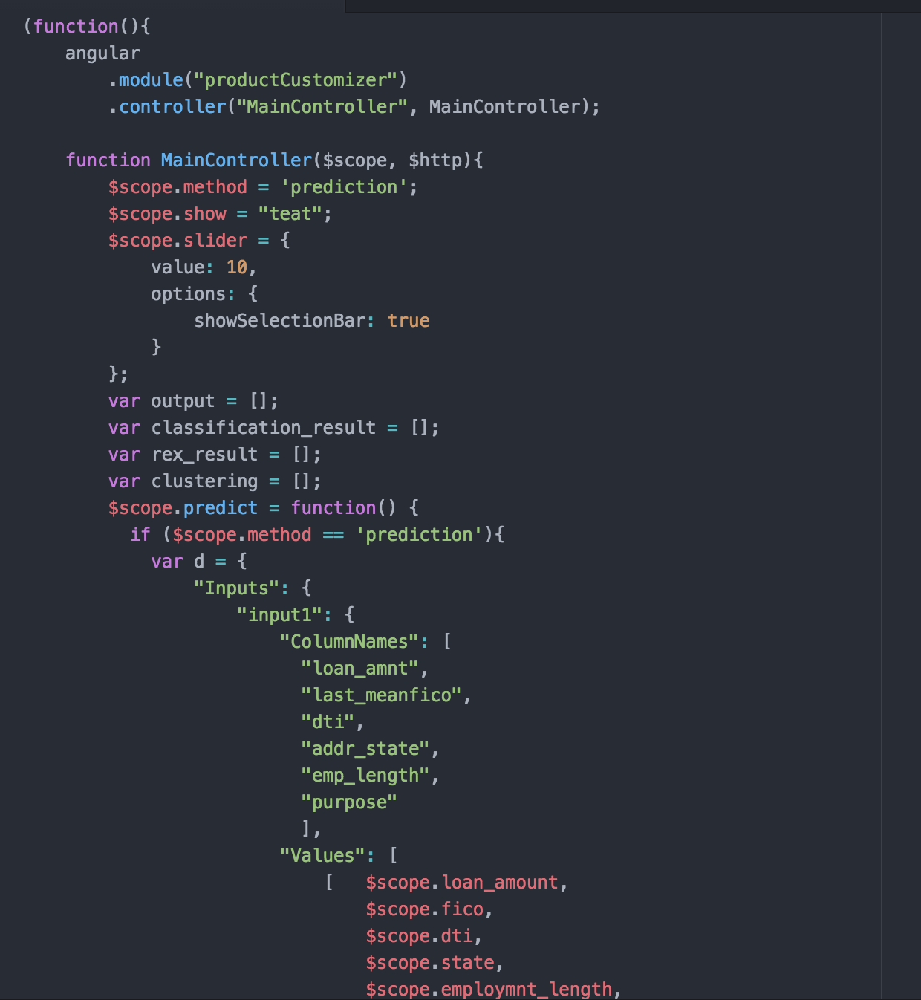 (function(){
    angular
        .module("productCustomizer")
        .controller("MainController", MainController);

    function MainController($scope, $http){
        $scope.method = 'prediction';
        $scope.show = "teat";
        $scope.slider = {
            value: 10,
            options: {
                showSelectionBar: true
            }
        };
        var output = [];
        var classification_result = [];
        var rex_result = [];
        var clustering = [];
        $scope.predict = function() {
          if ($scope.method == 'prediction'){
            var d = {
                "Inputs": {
                    "input1": {
                        "ColumnNames": [
                          "loan_amnt",
                          "last_meanfico",
                          "dti",
                          "addr_state",
                          "emp_length",
                          "purpose"
                          ],
                        "Values": [
                            [   $scope.loan_amount,
                                $scope.fico,
                                $scope.dti,
                                $scope.state,
                                $scope.employmnt_length,